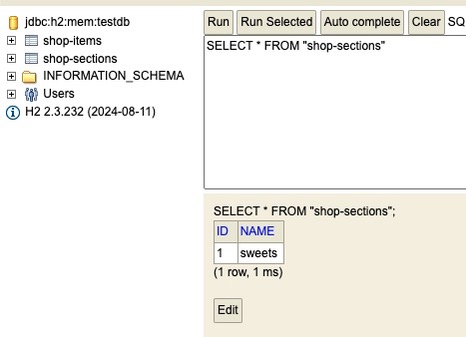 jdbc:h2:mem:testdb
shop-items
shop-sections
INFORMATION_SCHEMA
Users
H2 2.3.232 (2024-08-11)
Run Run Selected Auto complete Clear SQ
SELECT * FROM "shop-sections"
SELECT * FROM "shop-sections";
ID NAME
1 sweets
(1 row, 1 ms)
Edit